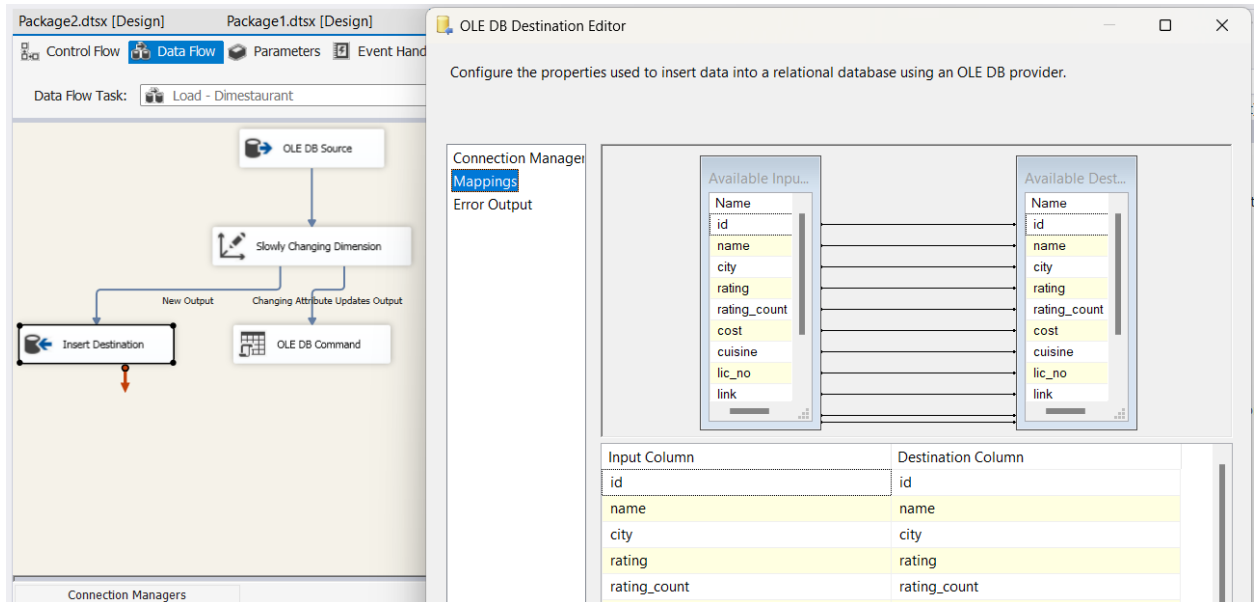 Package2.dtsx [Design]
Package1.dtsx [Design]
Control Flow
Data Flow
Parameters
Event Hand
Data Flow Task:
Load - Dimestaurant
OLE DB Source
Slowly Changing Dimension
New Output
Changing Attribute Updates Output
Insert Destination
OLE DB Command
Connection Managers
OLE DB Destination Editor
Configure the properties used to insert data into a relational database using an OLE DB provider.
Connection Manager
Mappings
Error Output
Available Inpu...
Name
id
name
city
rating
rating_count
cost
cuisine
lic_no
link
Available Dest...
Name
id
name
city
rating
rating_count
cost
cuisine
lic_no
link
Input Column Destination Column
id id
name name
city city
rating rating
rating_count rating_count